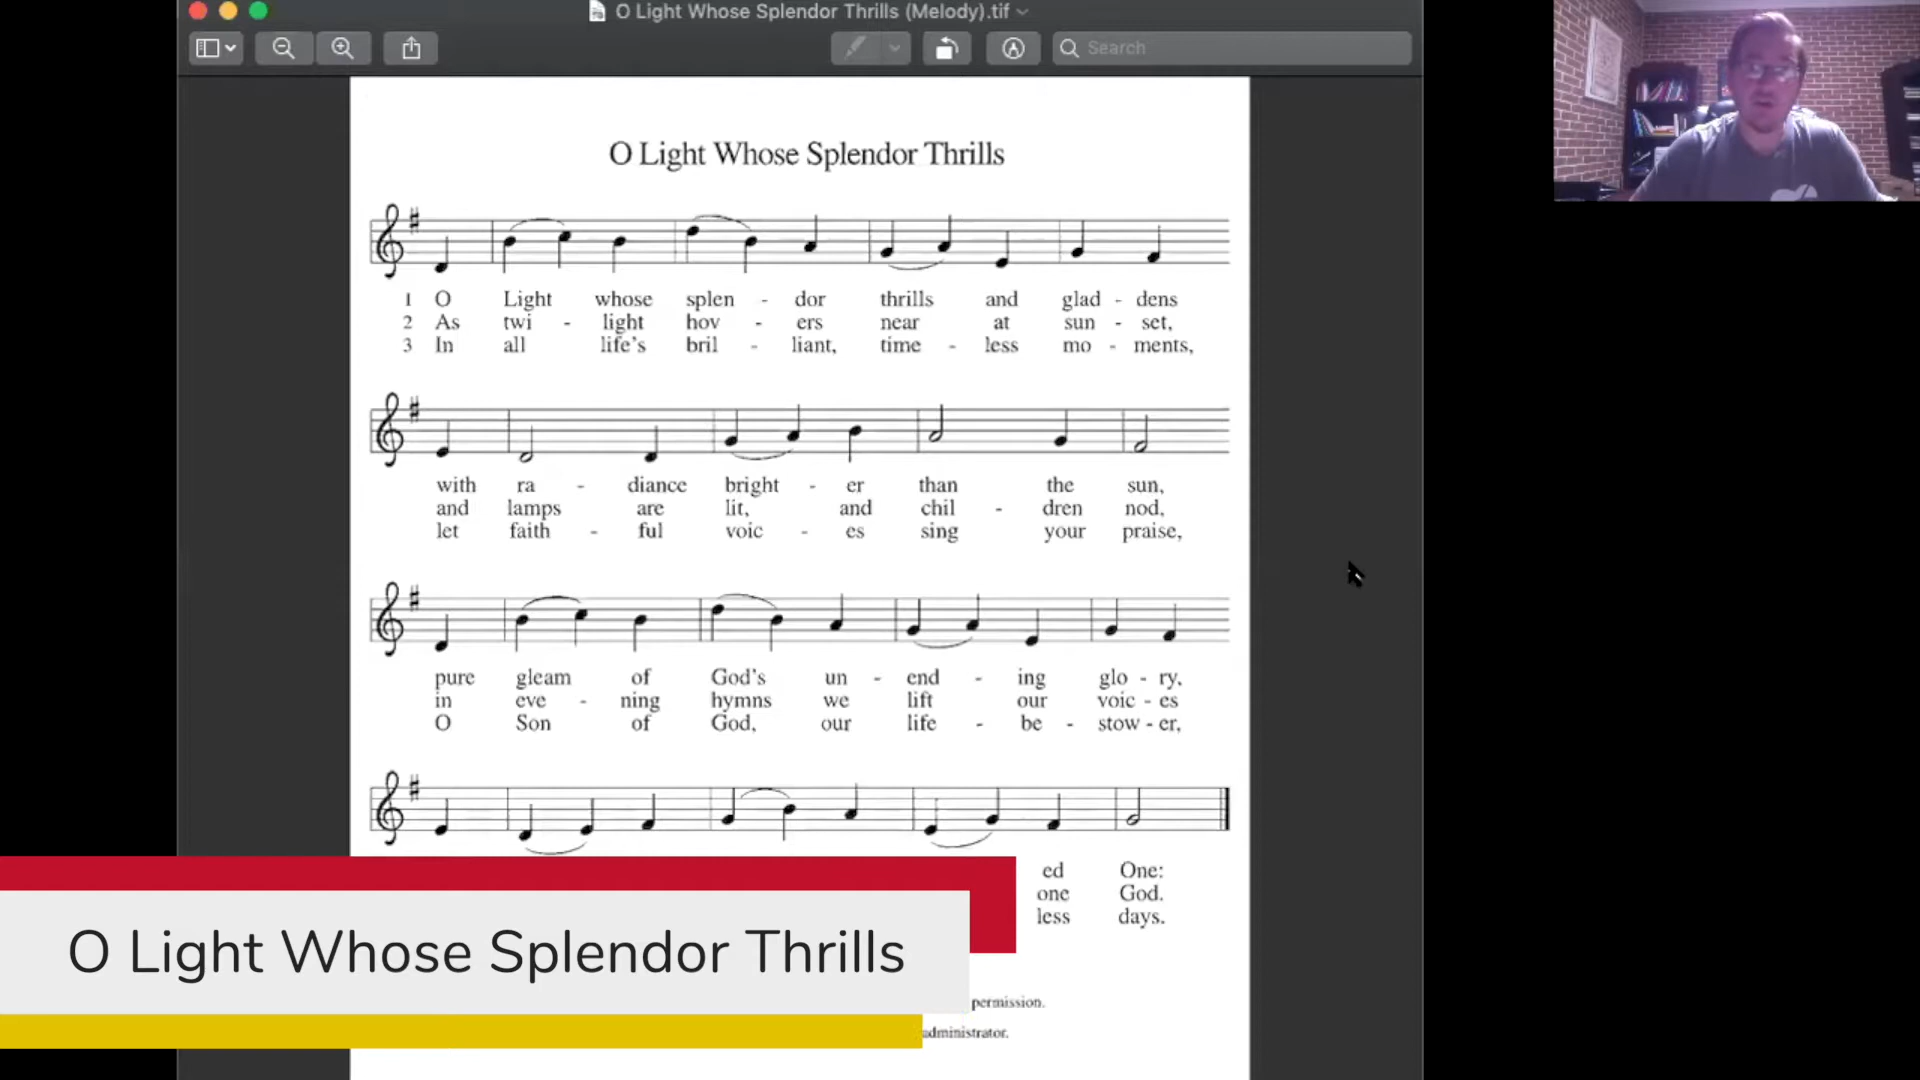 O Light Whose Splendor Thrills (Melody).tif
Search
O Light Whose Splendor Thrills
1 O Light whose splen - dor thrills and glad - dens
2 As twi - light hov - ers near at sun - set,
3 In all life's bril - liant, time - less mo - ments,
with ra - diance bright - er than the sun,
and lamps are lit, and chil - dren nod,
let faith - ful voic - es sing your praise,
pure gleam of God's un - end - ing glo - ry,
in eve - ning hymns we lift our voic - es
O Son of God, our life - be - stow - er,
ed One:
one God.
less days.
O Light Whose Splendor Thrills
permission.
administrator.